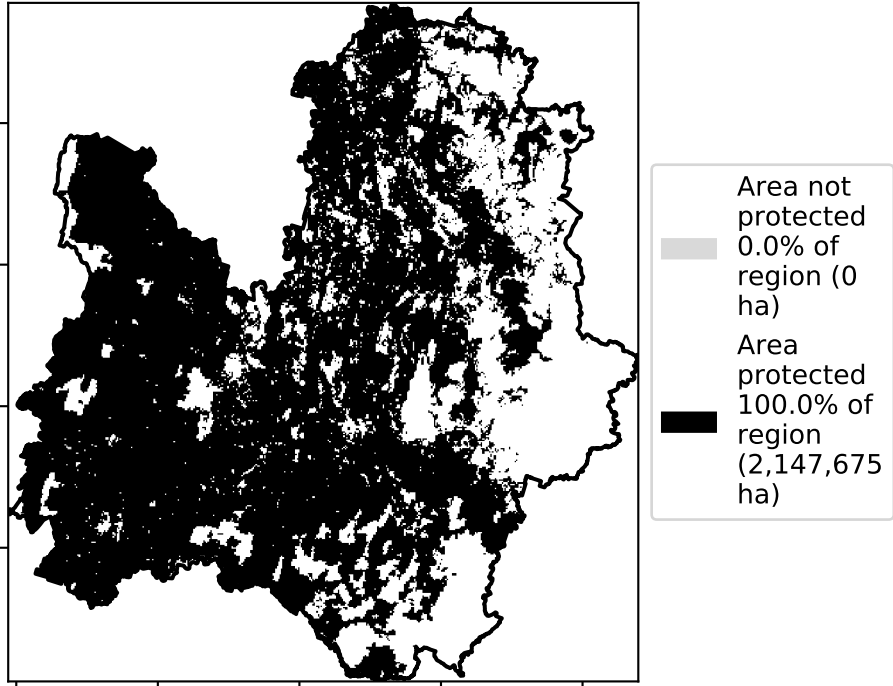 Area not
protected
0.0% of
region (0
ha)
Area
protected
100.0% of
region
(2,147,675
ha)